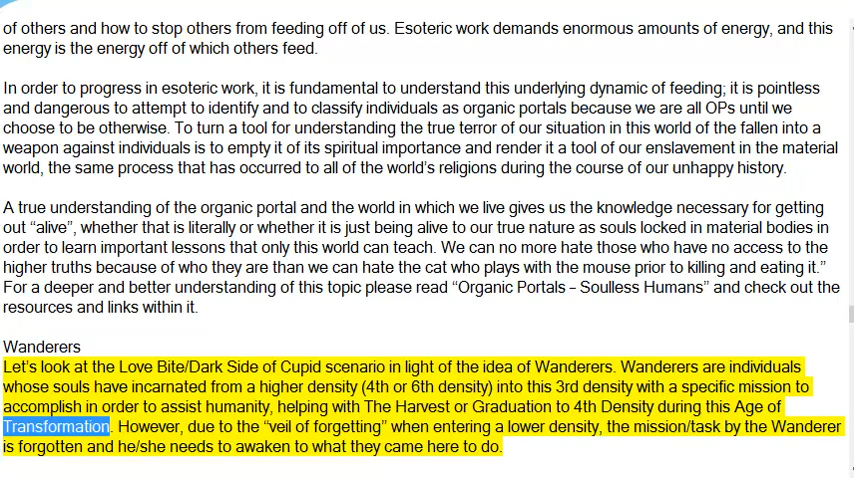 of others and how to stop others from feeding off of us. Esoteric work demands enormous amounts of energy, and this
energy is the energy off of which others feed.
In order to progress in esoteric work, it is fundamental to understand this underlying dynamic of feeding; it is pointless
and dangerous to attempt to identify and to classify individuals as organic portals because we are all OPs until we
choose to be otherwise. To turn a tool for understanding the true terror of our situation in this world of the fallen into a
weapon against individuals is to empty it of its spiritual importance and render it a tool of our enslavement in the material
world, the same process that has occurred to all of the world’s religions during the course of our unhappy history.
A true understanding of the organic portal and the world in which we live gives us the knowledge necessary for getting
out “alive”, whether that is literally or whether it is just being alive to our true nature as souls locked in material bodies in
order to learn important lessons that only this world can teach. We can no more hate those who have no access to the
higher truths because of who they are than we can hate the cat who plays with the mouse prior to killing and eating it.”
For a deeper and better understanding of this topic please read “Organic Portals – Soulless Humans” and check out the
resources and links within it.
Wanderers
Let’s look at the Love Bite/Dark Side of Cupid scenario in light of the idea of Wanderers. Wanderers are individuals
whose souls have incarnated from a higher density (4th or 6th density) into this 3rd density with a specific mission to
accomplish in order to assist humanity, helping with The Harvest or Graduation to 4th Density during this Age of
Transformation. However, due to the “veil of forgetting” when entering a lower density, the mission/task by the Wanderer
is forgotten and he/she needs to awaken to what they came here to do.